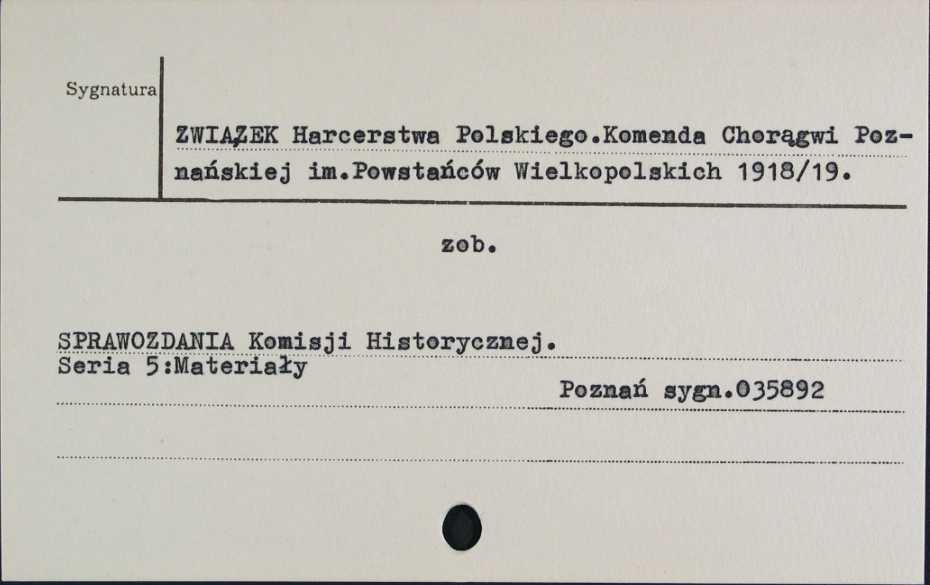 Sygnatura
ZWIĄZEK Harcerstwa Polskiego.Komenda Chorągwi Poz-
nańskiej im.Powstańców Wielkopolskich 1918/19.
zob.
SPRAWOZDANIA Komisji Historycznej.
Seria 5:Materiały
Poznań sygn.035892